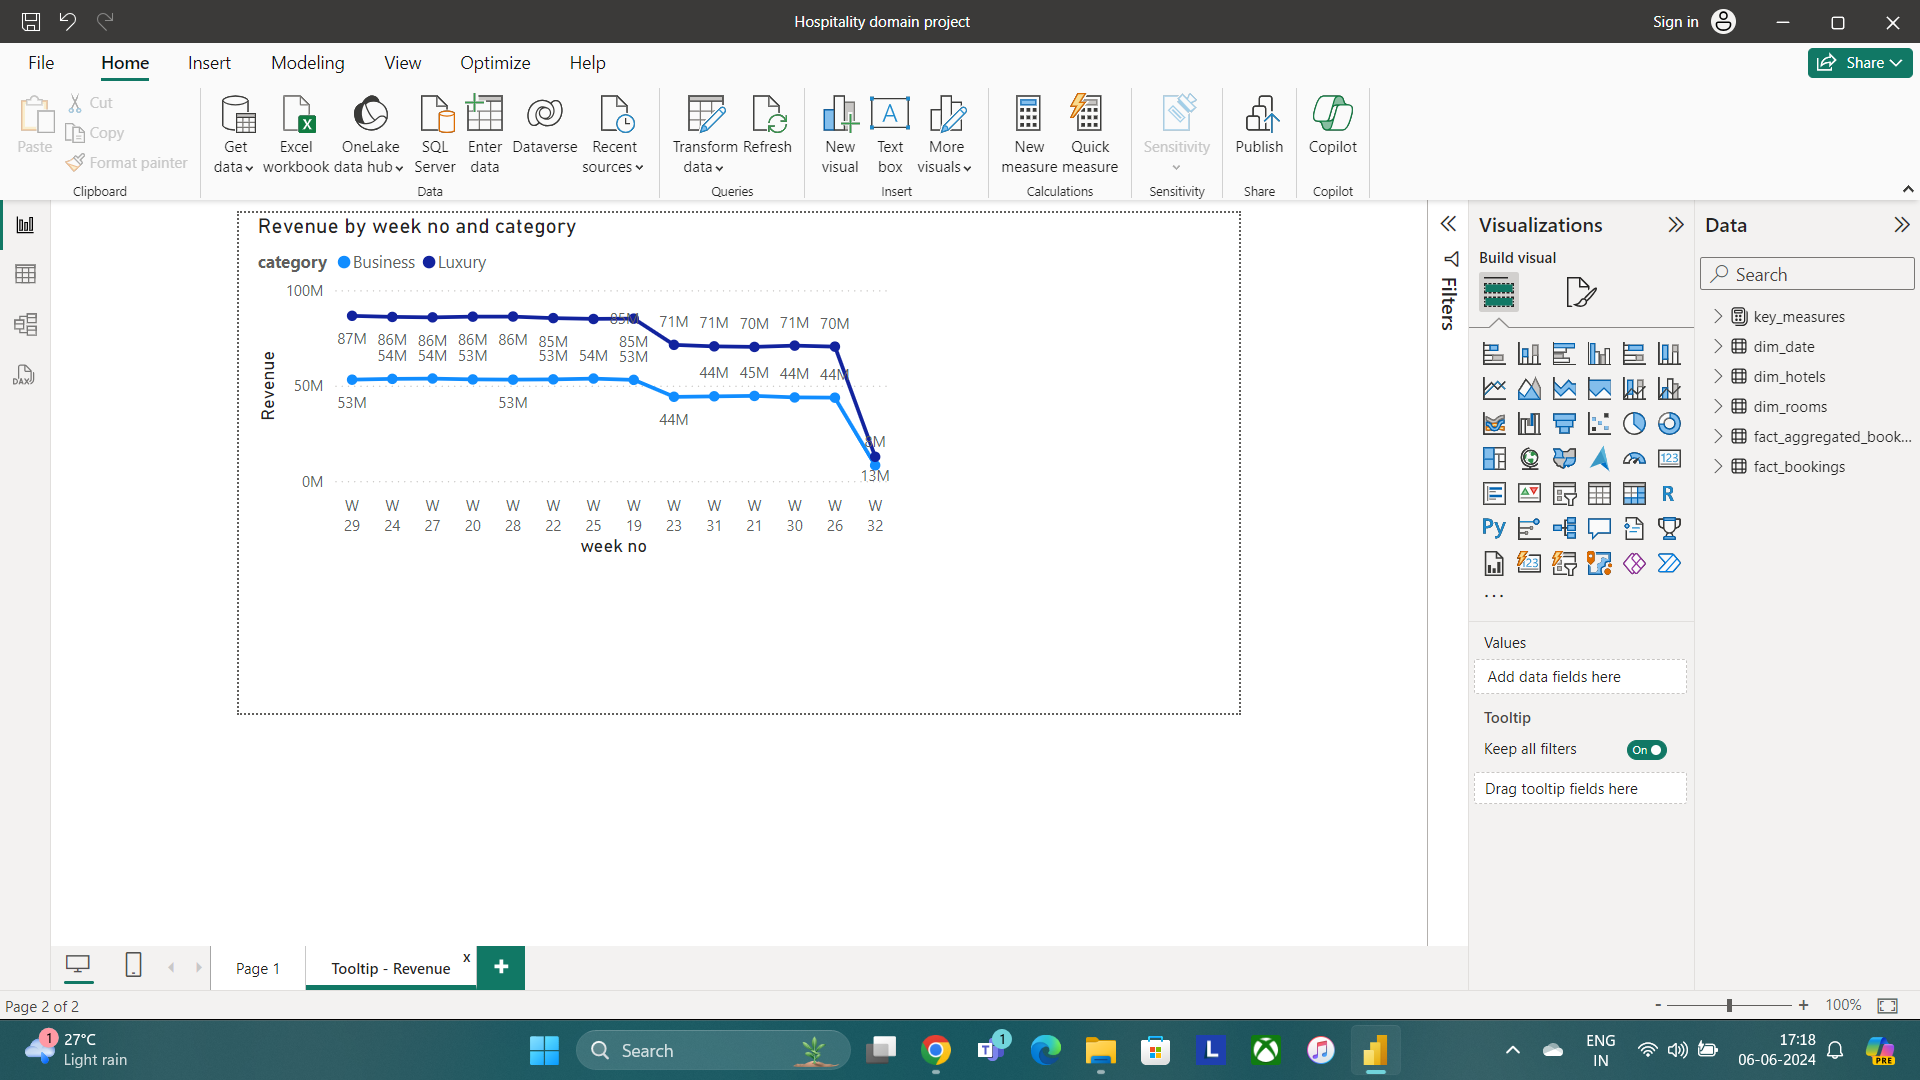 Hospitality domain project
Sign in
File Home Insert Modeling View Optimize Help
Share
Paste
Cut
Copy
Format painter
Clipboard
Get data
Excel workbook
OneLake data hub
SQL Server
Enter data
Dataverse
Recent sources
Data
Transform data
Refresh
Queries
New visual
Text box
More visuals
Insert
New measure
Quick measure
Calculations
Sensitivity
Sensitivity
Publish
Share
Copilot
Copilot
Revenue by week no and category
category Business Luxury
100M
50M
0M
Revenue
85M 71M 71M 70M 71M 70M
87M 86M 86M 86M 86M 85M 85M
54M 54M 53M 53M 54M 53M
44M 45M 44M 44M
53M 53M
44M
13M
W 29
W 24
W 27
W 20
W 28
W 22
W 25
W 19
W 23
W 31
W 21
W 30
W 26
W 32
week no
Filters
Visualizations
Build visual
123
R
Py
123
...
Values
Add data fields here
Tooltip
Keep all filters
On
Drag tooltip fields here
Data
Search
key_measures
dim_date
dim_hotels
dim_rooms
fact_aggregated_book...
fact_bookings
DAX
Page 1
Tooltip - Revenue
x
+
Page 2 of 2
- + 100%
1
27°C
Light rain
Search
1
L
PRE
ENG
IN
17:18
06-06-2024